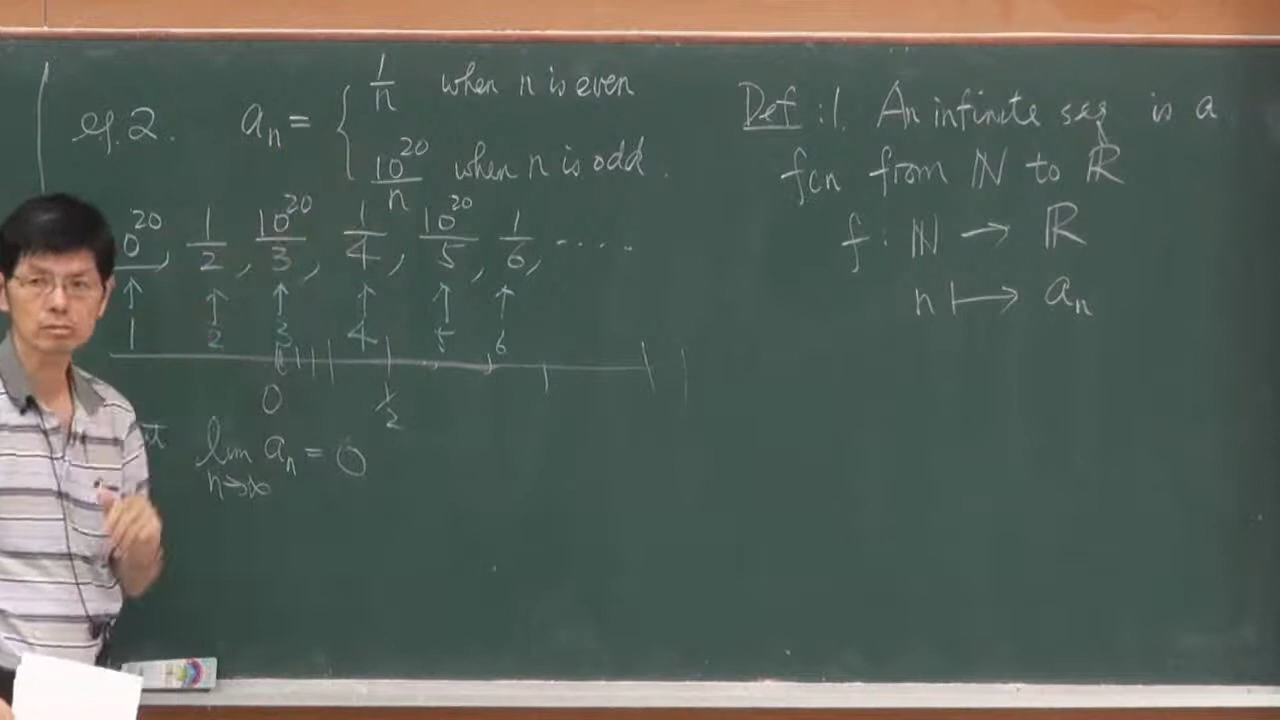 eg.2. aₙ = { 1/n when n is even
10²⁰/n when n is odd.
0²⁰, 1/2, 10²⁰/3, 1/4, 10²⁰/5, 1/6, .....
↑ ↑ ↑ ↑ ↑ ↑
1 2 3 4 5 6
0 1/2
lim aₙ = 0
n→∞
Def : 1. An infinite seq is a
fcn from ℕ to ℝ
f : ℕ → ℝ
n ↦ aₙ